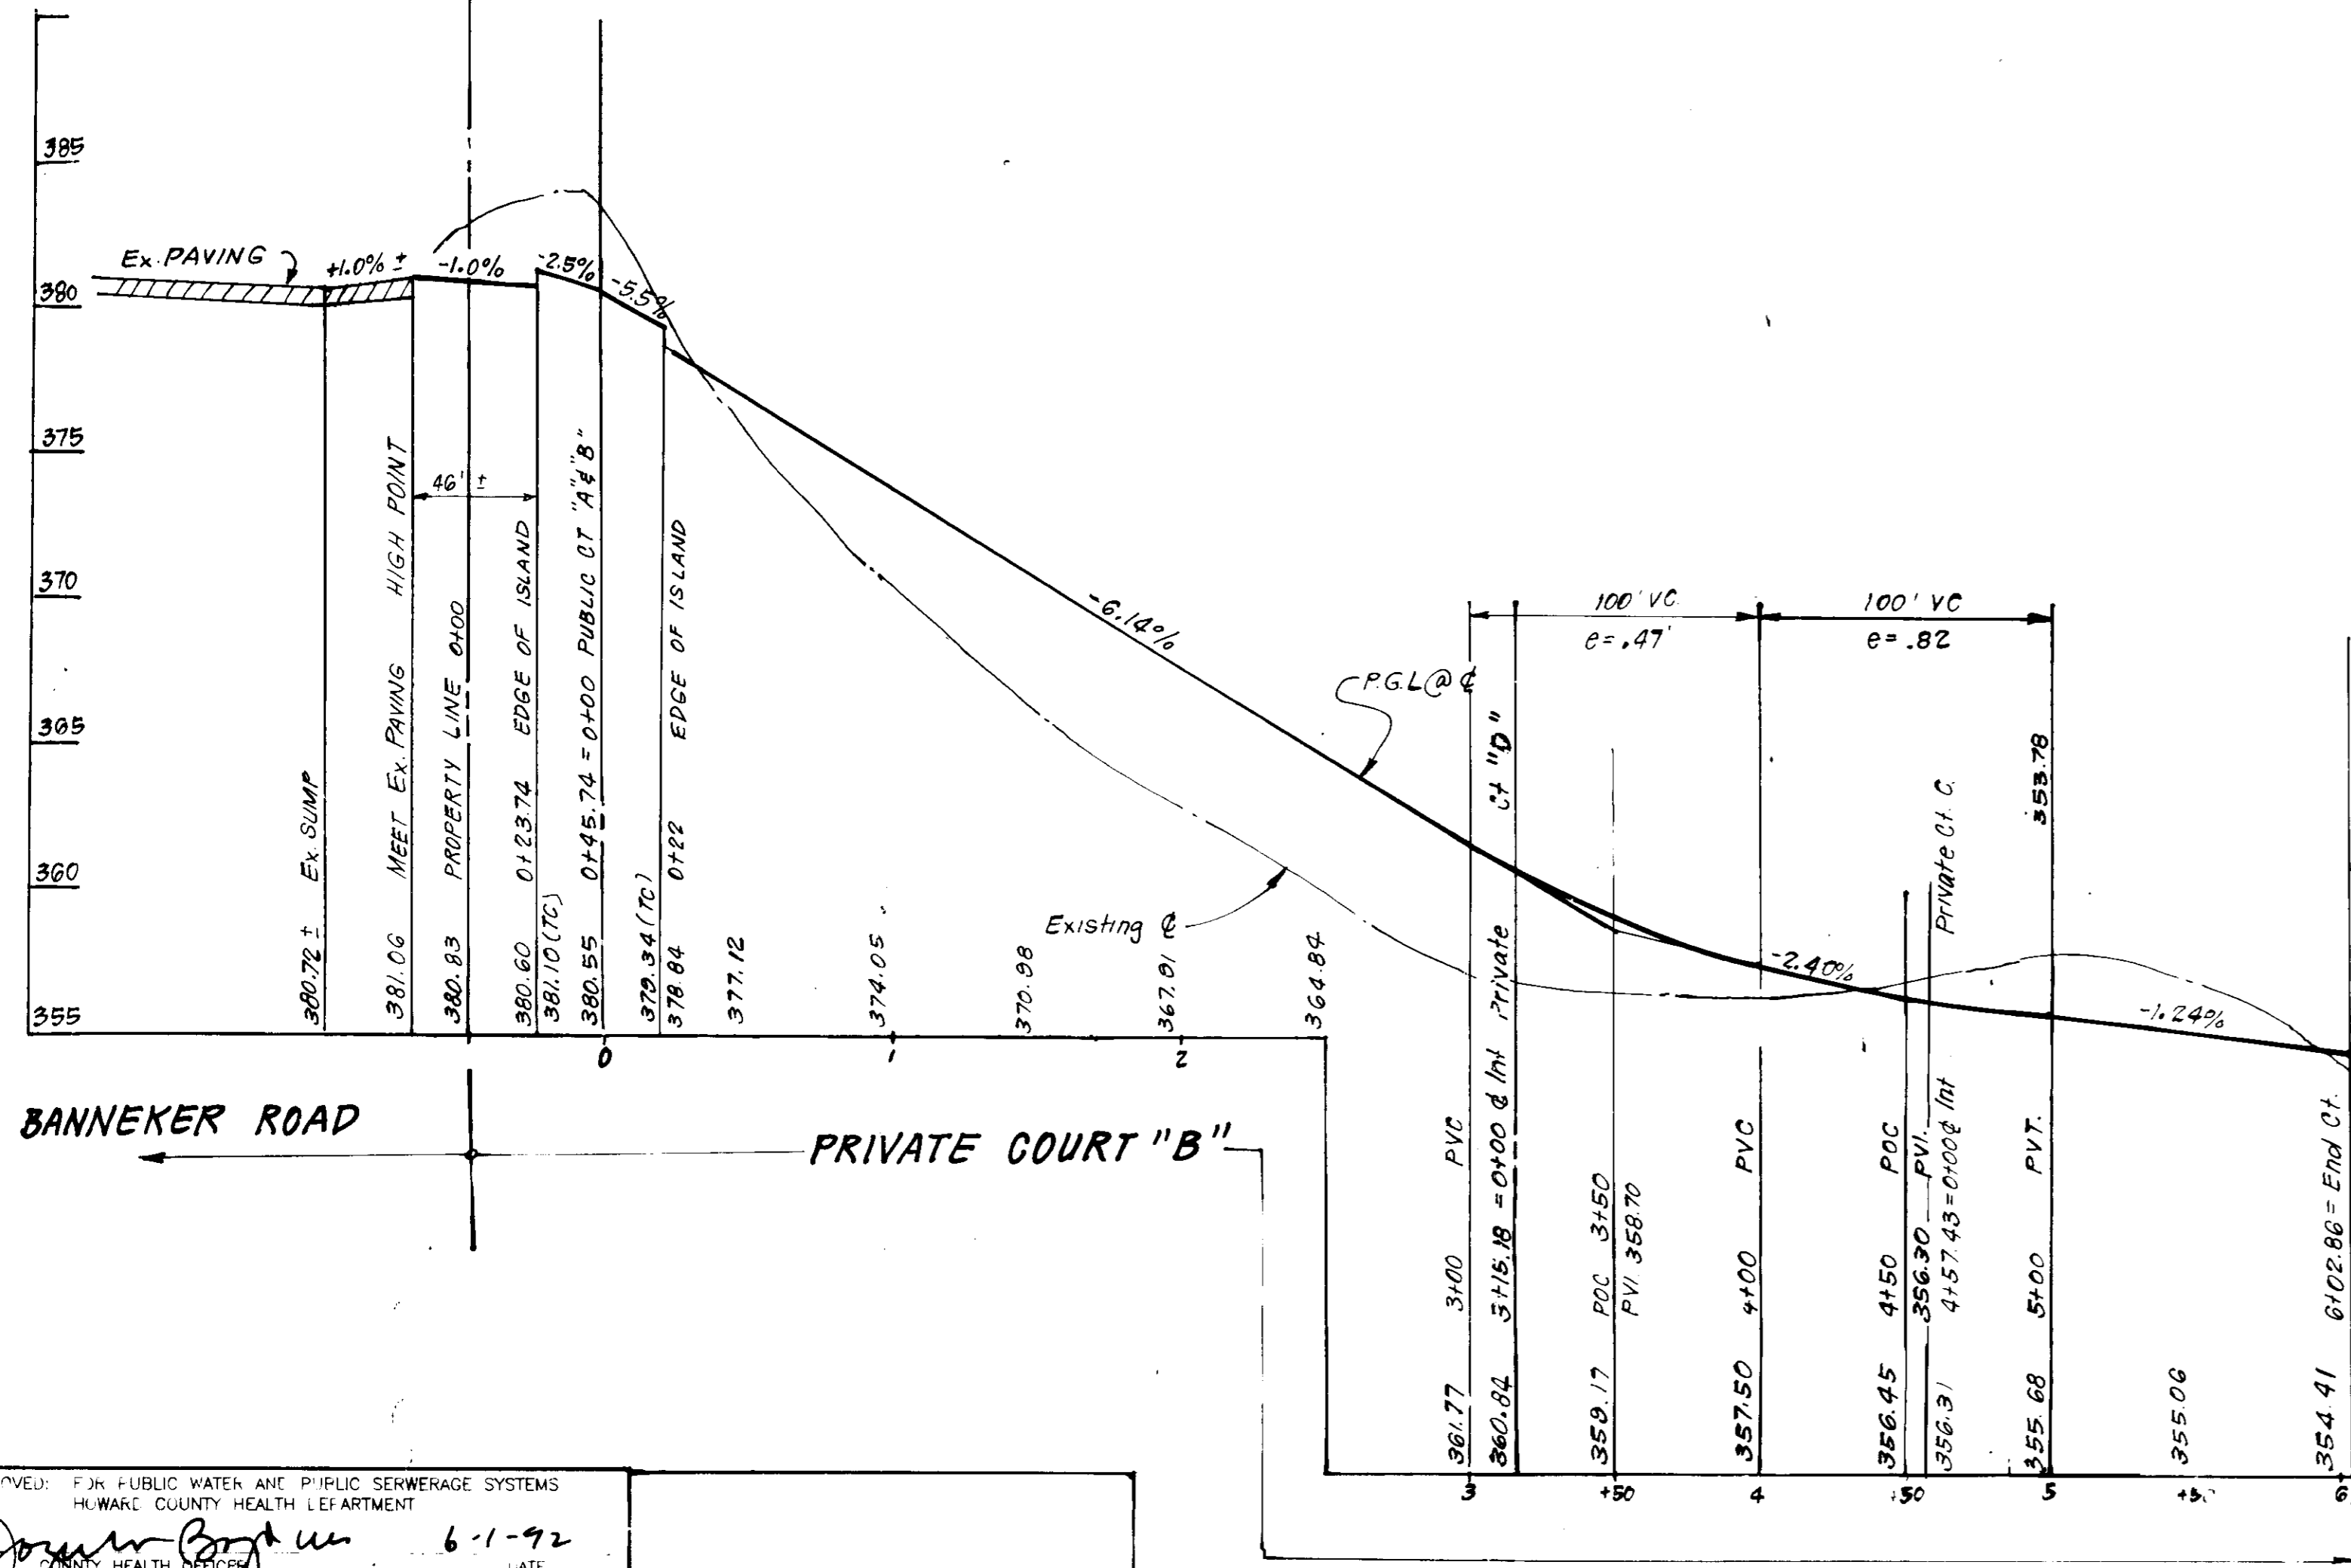 385
380
375
370
365
360
355
Ex. PAVING
+1.0% ±
-1.0%
-2.5%
-5.5%
-6.14%
46' ±
380.72 ± Ex. SUMP
381.06 MEET Ex. PAVING HIGH POINT
380.83 PROPERTY LINE 0+00
380.60 0+23.74 EDGE OF ISLAND
381.10 (TC)
380.55 0+45.74 = 0+00 PUBLIC CT "A" & "B"
379.34 (TC)
378.84 0+22 EDGE OF ISLAND
377.12
374.05
370.98
367.91
364.84
Existing ℄
P.G.L @ ℄
100' VC
e = .47'
100' VC
e = .82
-2.40%
-1.24%
0
1
2
BANNEKER ROAD
PRIVATE COURT "B"
361.77 3+00 PVC
360.84 3+15.18 = 0+00 ℄ Int Private Ct "D"
359.17 POC 3+50
PVI 358.70
357.50 4+00 PVC
356.45 4+50 POC
356.30 PVI.
356.31 4+57.43 = 0+00 ℄ Int Private Ct. C.
355.68 5+00 PVT. 353.78
355.06
354.41 6+02.86 = End Ct.
3
+50
4
+50
5
+50
6
OVED: FOR PUBLIC WATER AND PUBLIC SERWERAGE SYSTEMS
HOWARD COUNTY HEALTH DEPARTMENT
6-1-92
COUNTY HEALTH OFFICER DATE